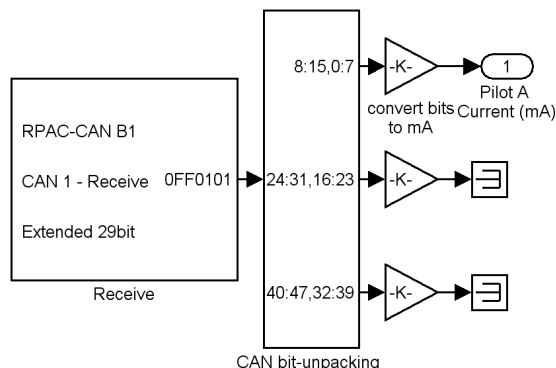 RPAC-CAN B1
CAN 1 - Receive
Extended 29bit
0FF0101
Receive
8:15,0:7
24:31,16:23
40:47,32:39
CAN bit-unpacking
-K-
convert bits
to mA
-K-
-K-
1
Pilot A
Current (mA)